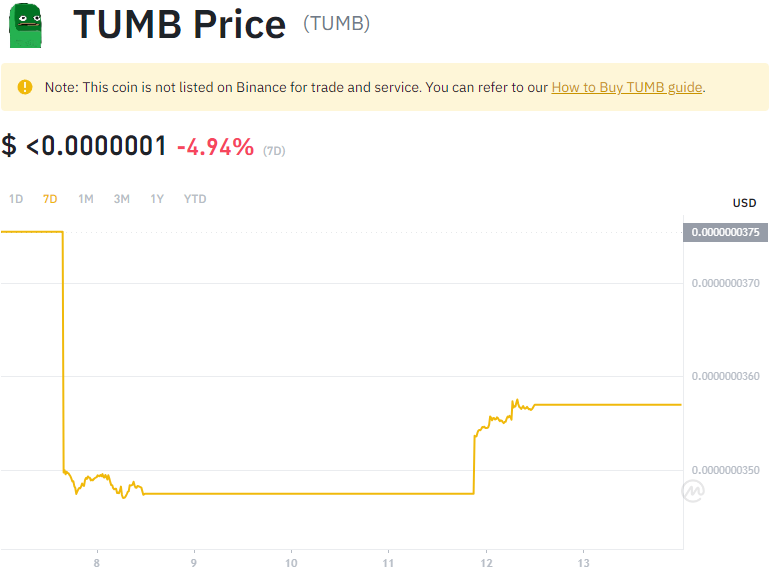 TUMB Price (TUMB)
Note: This coin is not listed on Binance for trade and service. You can refer to our How to Buy TUMB guide.
$ <0.0000001 -4.94% (7D)
1D 7D 1M 3M 1Y YTD
USD
0.0000000375
0.0000000370
0.0000000360
0.0000000350
8 9 10 11 12 13